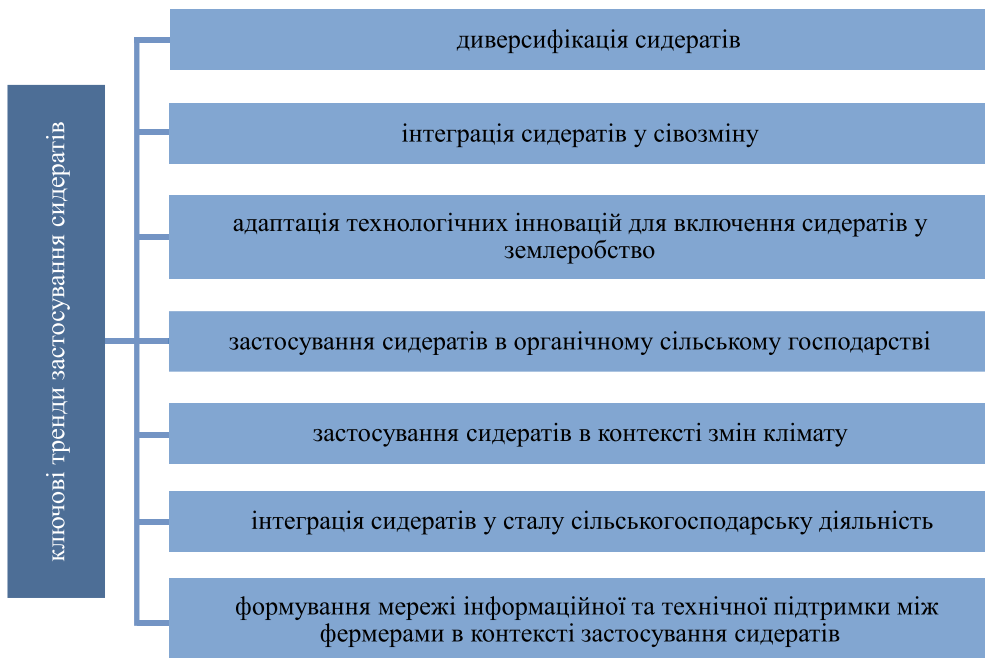 ключові тренди застосування сидератів
диверсифікація сидератів
інтеграція сидератів у сівозміну
адаптація технологічних інновацій для включення сидератів у
землеробство
застосування сидератів в органічному сільському господарстві
застосування сидератів в контексті змін клімату
інтеграція сидератів у сталу сільськогосподарську діяльність
формування мережі інформаційної та технічної підтримки між
фермерами в контексті застосування сидератів